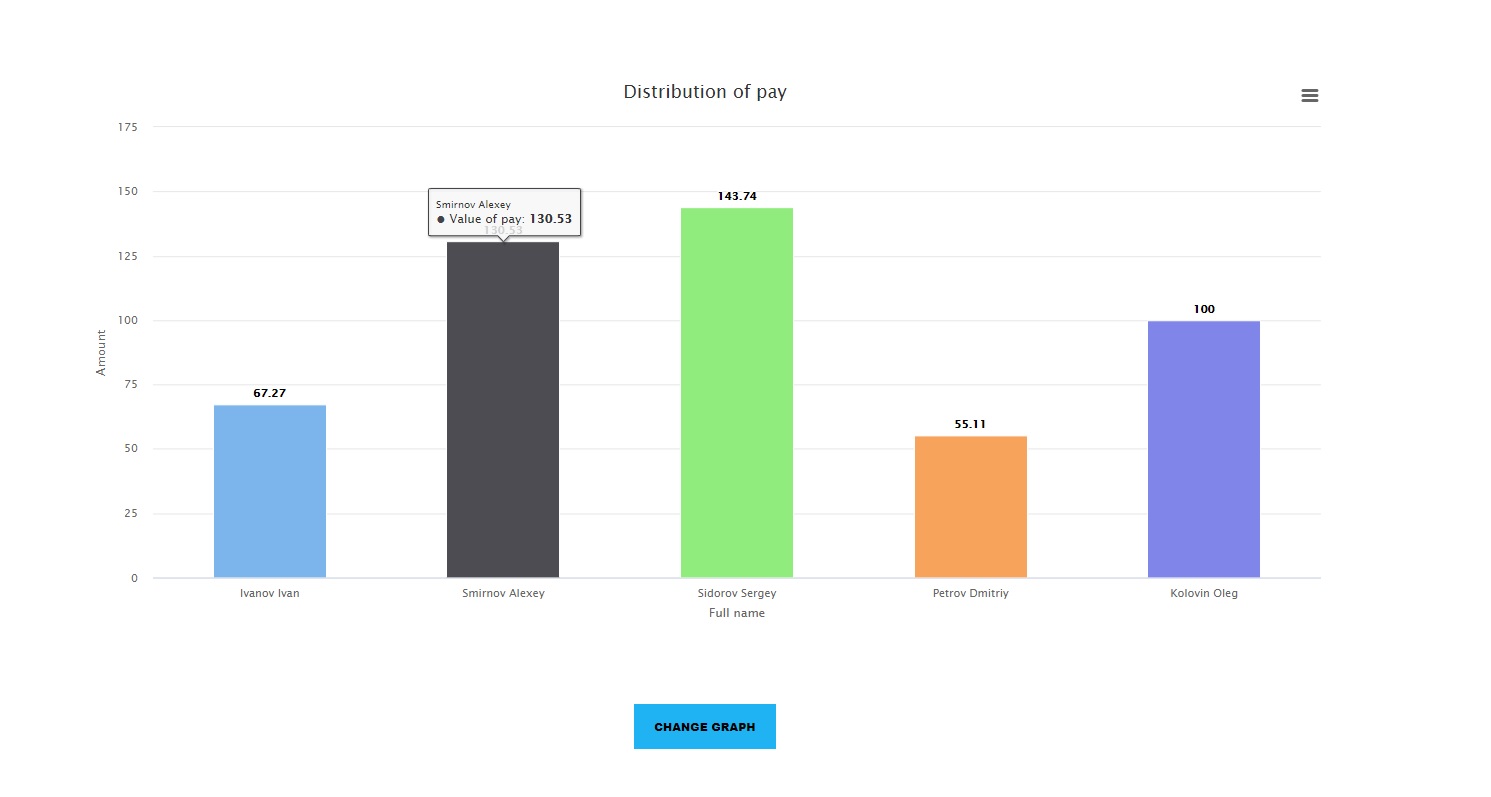 Distribution of pay
175
150
125
100
75
50
25
0
Amount
67.27
Smirnov Alexey
● Value of pay: 130.53
130.53
143.74
55.11
100
Ivanov Ivan
Smirnov Alexey
Sidorov Sergey
Petrov Dmitriy
Kolovin Oleg
Full name
CHANGE GRAPH